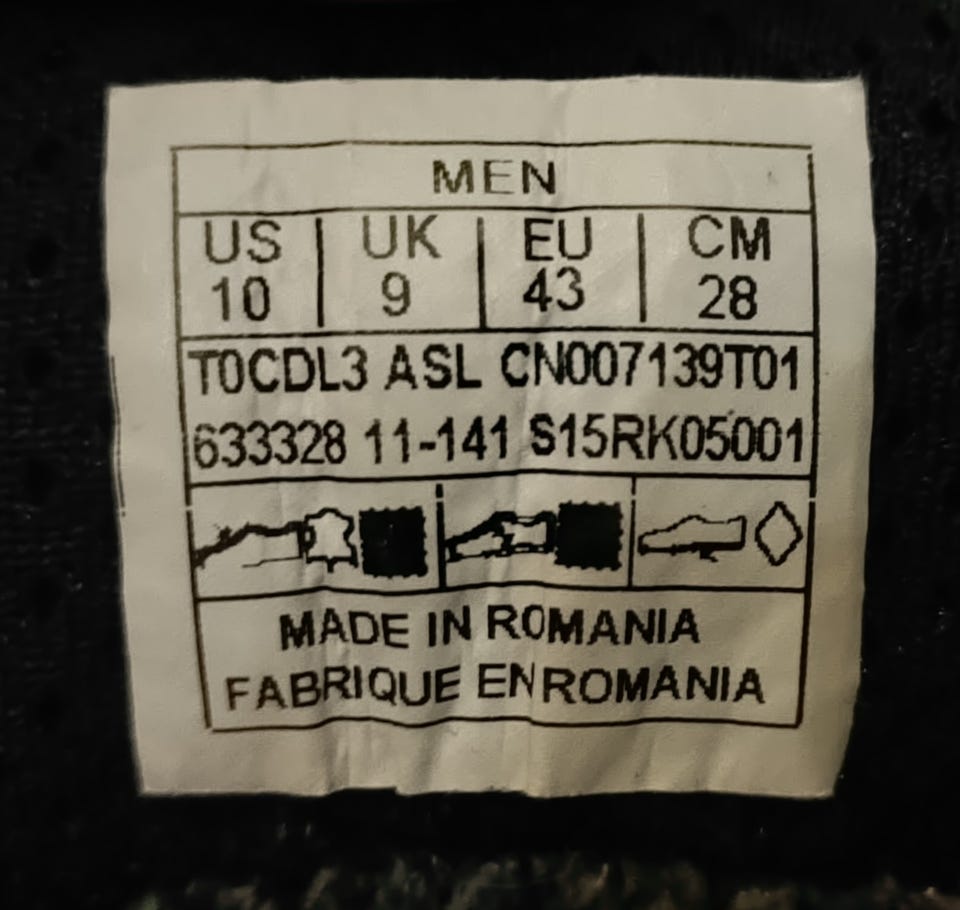 MEN
US UK EU CM
10 9 43 28
T0CDL3 ASL CN007139T01
633328 11-141 S15RK05001
MADE IN ROMANIA
FABRIQUE EN ROMANIA